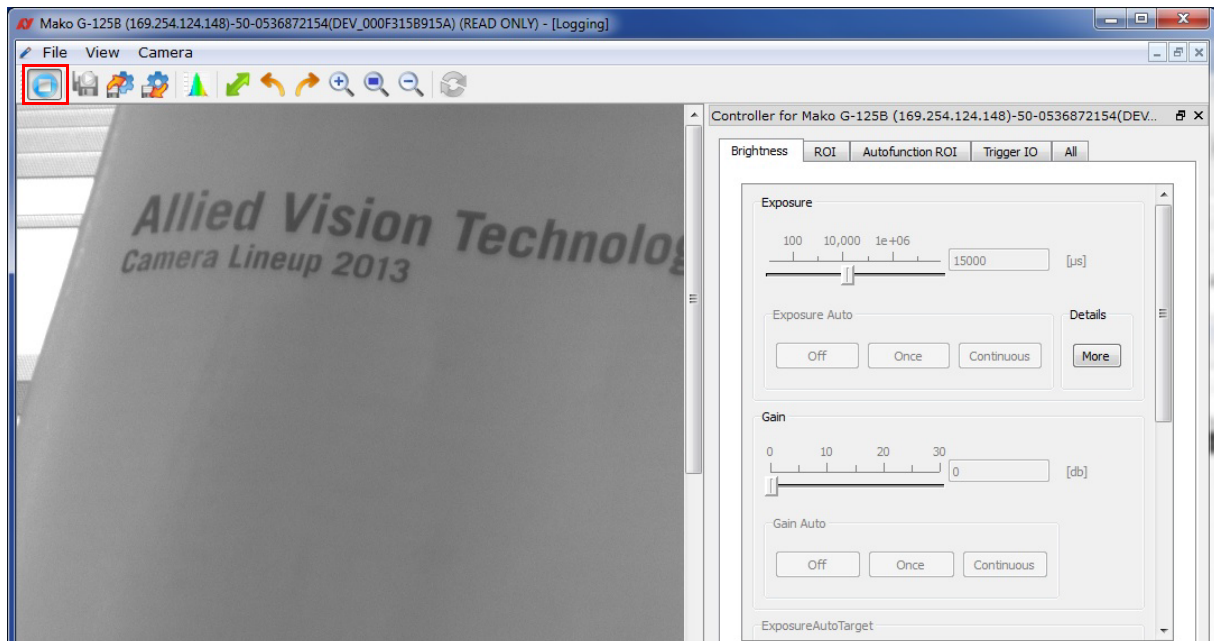 Mako G-125B (169.254.124.148)-50-0536872154(DEV_000F315B915A) (READ ONLY) - [Logging]
File View Camera
Controller for Mako G-125B (169.254.124.148)-50-0536872154(DEV...
Brightness ROI Autofunction ROI Trigger IO All
Allied Vision Technolog
Camera Lineup 2013
Exposure
100 10,000 1e+06
15000 [µs]
Exposure Auto Details
Off Once Continuous More
Gain
0 10 20 30
0 [db]
Gain Auto
Off Once Continuous
ExposureAutoTarget